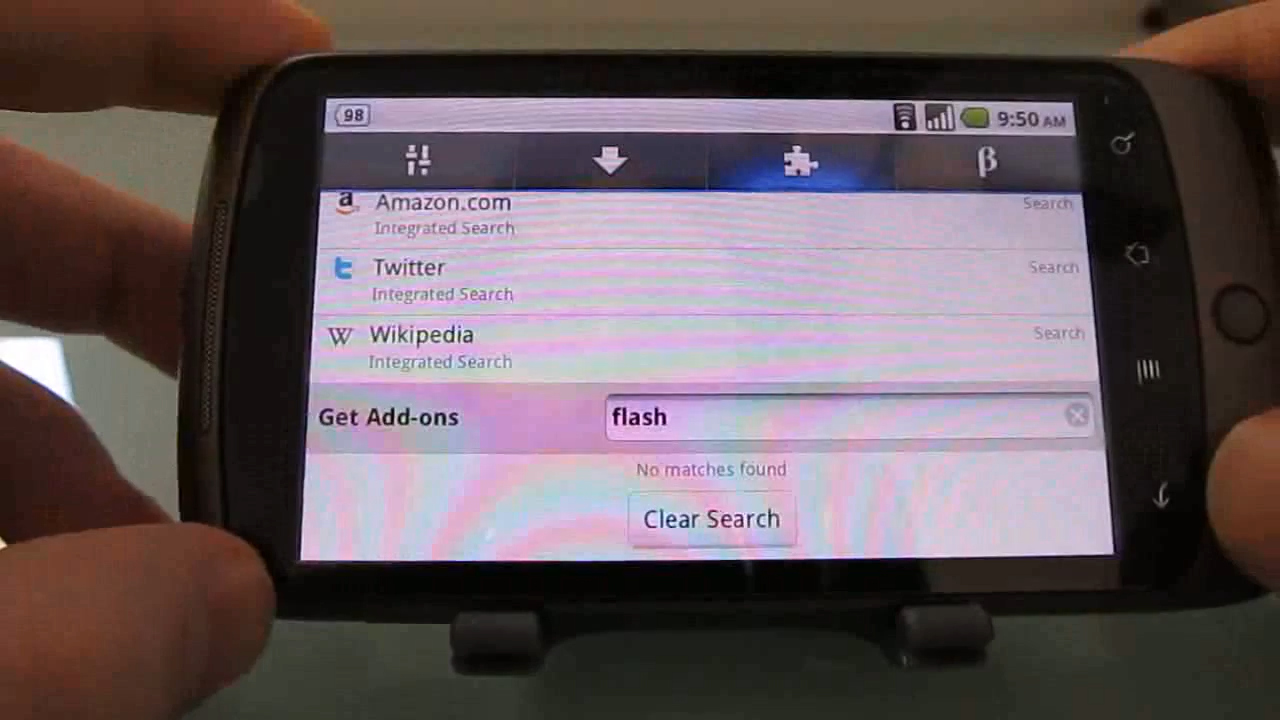 98
9:50 AM
β
a Amazon.com Search
Integrated Search
Twitter Search
Integrated Search
W Wikipedia Search
Integrated Search
Get Add-ons flash
No matches found
Clear Search